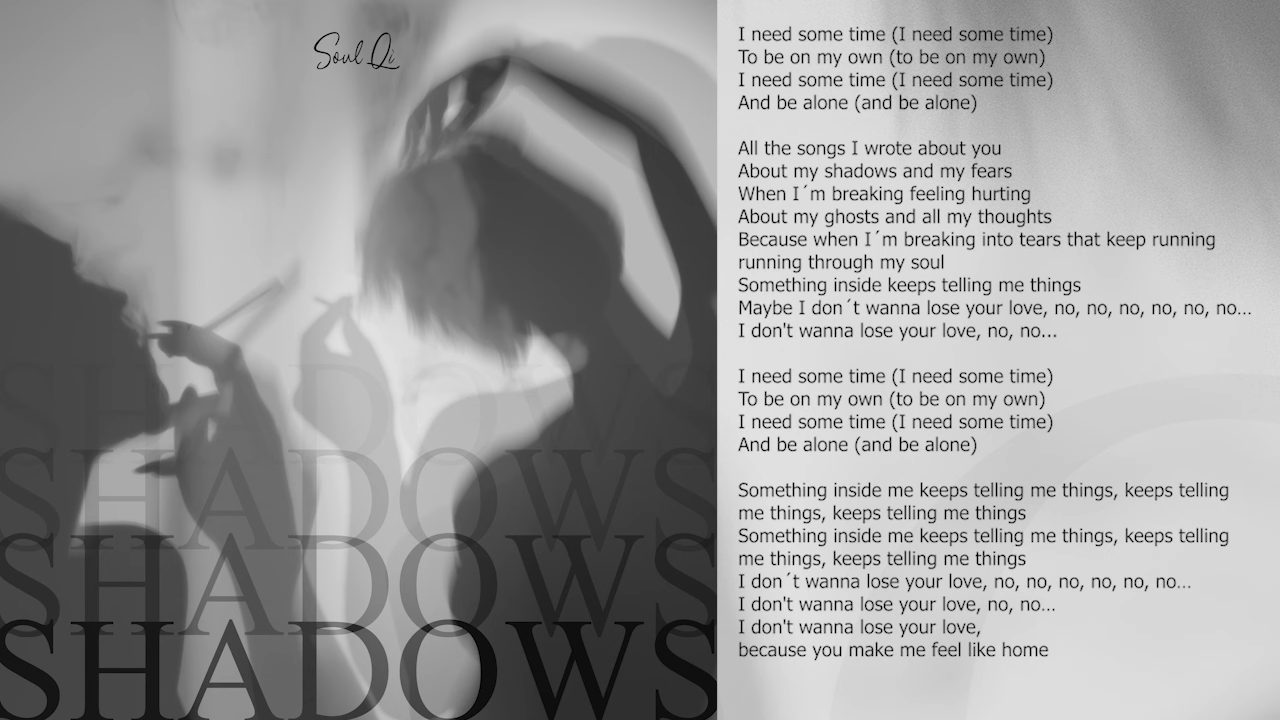 Soul Qi
SHADOWS
SHADOWS
SHADOWS
SHADOWS
I need some time (I need some time)
To be on my own (to be on my own)
I need some time (I need some time)
And be alone (and be alone)
All the songs I wrote about you
About my shadows and my fears
When I´m breaking feeling hurting
About my ghosts and all my thoughts
Because when I´m breaking into tears that keep running
running through my soul
Something inside keeps telling me things
Maybe I don´t wanna lose your love, no, no, no, no, no, no...
I don't wanna lose your love, no, no...
I need some time (I need some time)
To be on my own (to be on my own)
I need some time (I need some time)
And be alone (and be alone)
Something inside me keeps telling me things, keeps telling
me things, keeps telling me things
Something inside me keeps telling me things, keeps telling
me things, keeps telling me things
I don´t wanna lose your love, no, no, no, no, no, no...
I don't wanna lose your love, no, no...
I don't wanna lose your love,
because you make me feel like home